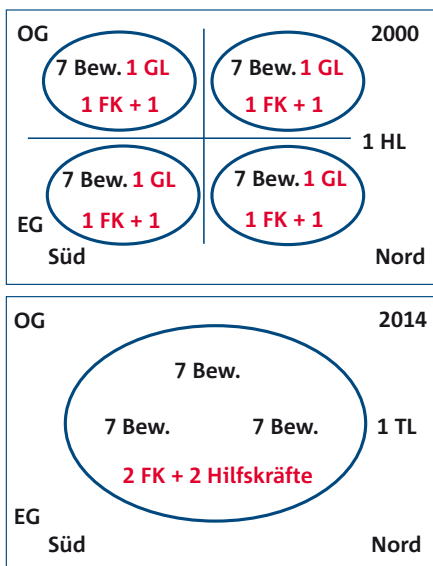 OG 2000
7 Bew. 1 GL 7 Bew. 1 GL
1 FK + 1 1 FK + 1
1 HL
7 Bew. 1 GL 7 Bew. 1 GL
1 FK + 1 1 FK + 1
EG
Süd Nord
OG 2014
7 Bew.
7 Bew. 7 Bew. 1 TL
2 FK + 2 Hilfskräfte
EG
Süd Nord